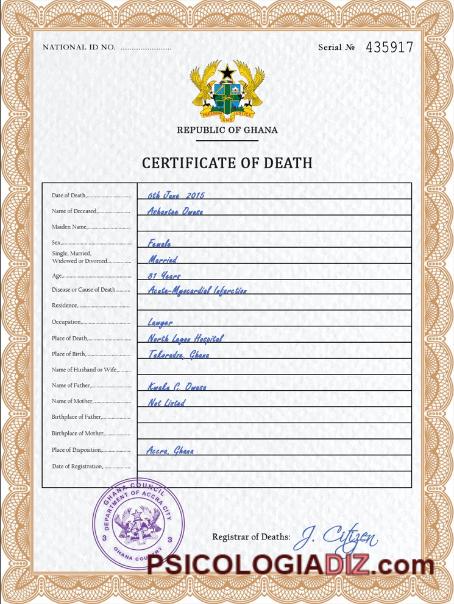 NATIONAL ID NO. ........................ Serial № 435917
REPUBLIC OF GHANA
CERTIFICATE OF DEATH
Date of Death 6th June 2015
Name of Deceased Ashantee Owusu
Maiden Name
Sex Female
Single, Married,
Widowed or Divorced Married
Age 81 Years
Disease or Cause of Death Acute-Myocardial Infarction
Residence
Occupation Lawyer
Place of Death North Legon Hospital
Place of Birth Takoradze, Ghana
Name of Husband or Wife
Name of Father Kwaku C. Owusu
Name of Mother Not Listed
Birthplace of Father
Birthplace of Mother
Place of Disposition Accra, Ghana
Date of Registration
GHANA COUNCIL
DEPARTMENT OF ACCRA CITY
3 3
GHANA COUNCIL
Registrar of Deaths: J. Citizen
PSICOLOGIADIZ.com